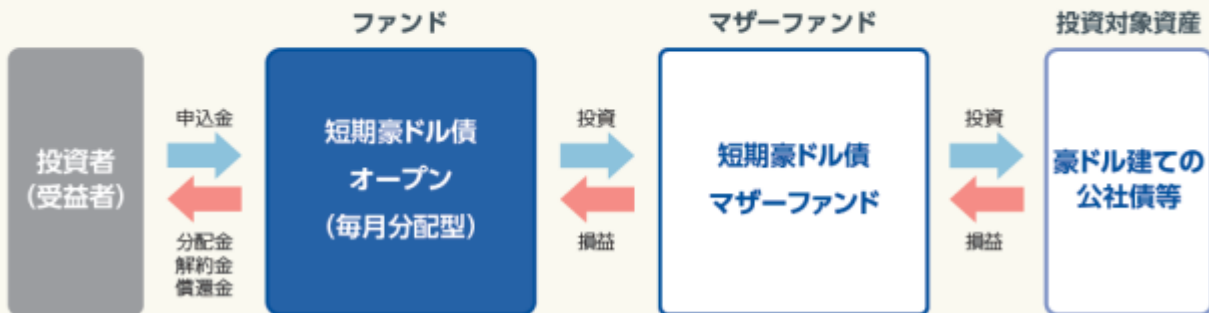 ファンド
マザーファンド
投資対象資産
投資者
(受益者)
申込金
分配金
解約金
償還金
短期豪ドル債
オープン
(毎月分配型)
投資
損益
短期豪ドル債
マザーファンド
投資
損益
豪ドル建ての
公社債等